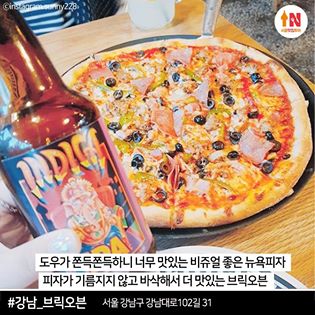 ⓒinstagram sunny228
N
INDICA
IPA
도우가 쫀득쫀득하니 너무 맛있는 비쥬얼 좋은 뉴욕피자
피자가 기름지지 않고 바삭해서 더 맛있는 브릭오븐
#강남_브릭오븐 서울 강남구 강남대로102길 31